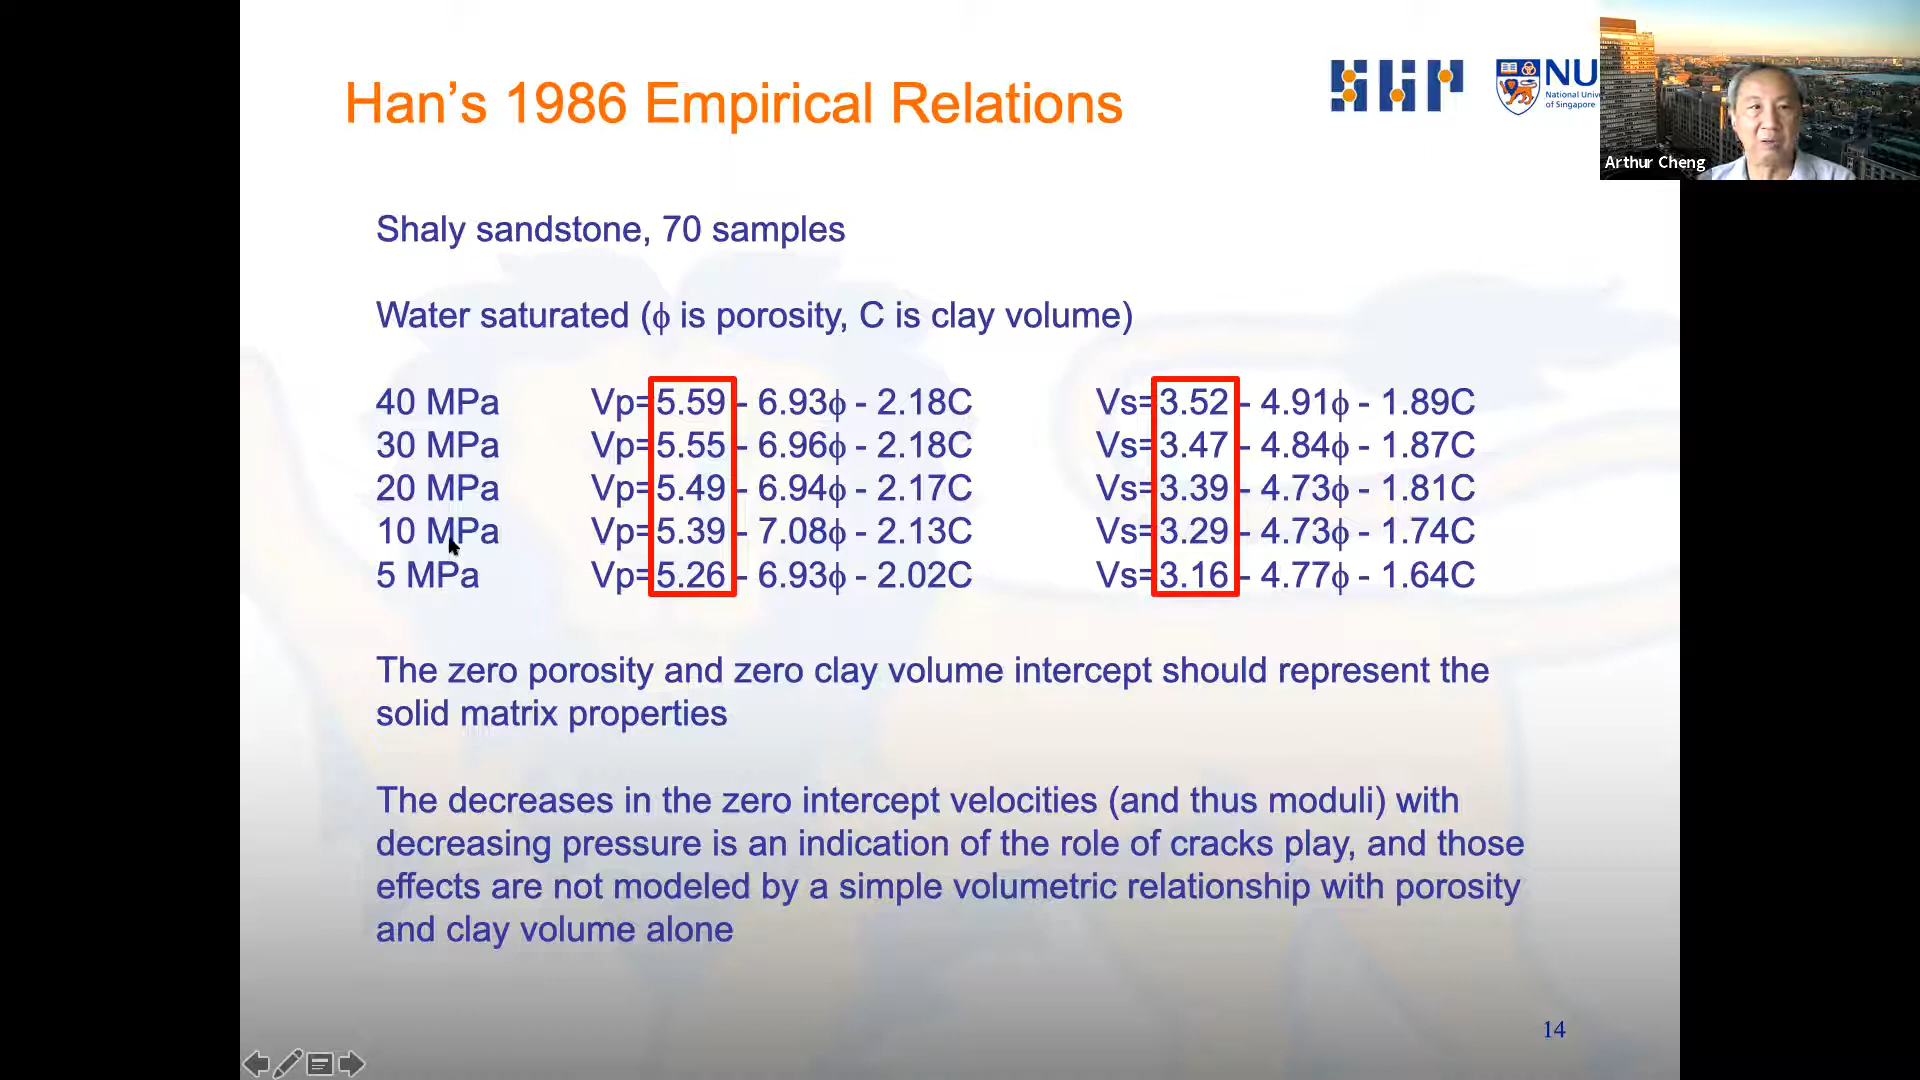 Han's 1986 Empirical Relations
NU
National Univ
of Singapore
Arthur Cheng
Shaly sandstone, 70 samples
Water saturated (ϕ is porosity, C is clay volume)
40 MPa Vp=5.59 - 6.93ϕ - 2.18C Vs=3.52 - 4.91ϕ - 1.89C
30 MPa Vp=5.55 - 6.96ϕ - 2.18C Vs=3.47 - 4.84ϕ - 1.87C
20 MPa Vp=5.49 - 6.94ϕ - 2.17C Vs=3.39 - 4.73ϕ - 1.81C
10 MPa Vp=5.39 - 7.08ϕ - 2.13C Vs=3.29 - 4.73ϕ - 1.74C
5 MPa Vp=5.26 - 6.93ϕ - 2.02C Vs=3.16 - 4.77ϕ - 1.64C
The zero porosity and zero clay volume intercept should represent the
solid matrix properties
The decreases in the zero intercept velocities (and thus moduli) with
decreasing pressure is an indication of the role of cracks play, and those
effects are not modeled by a simple volumetric relationship with porosity
and clay volume alone
14